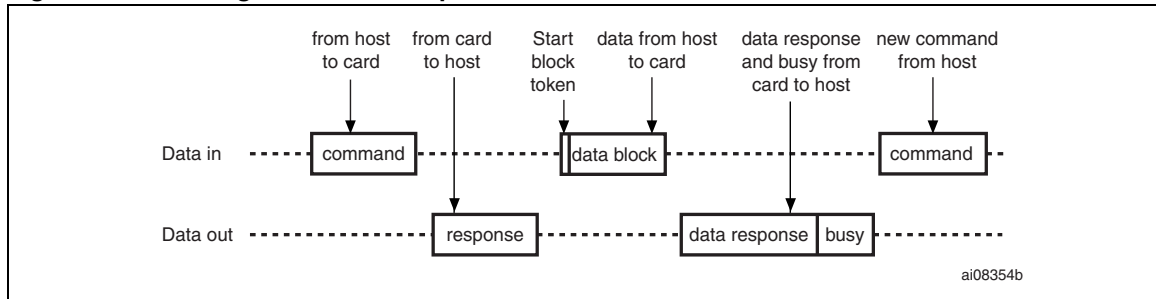 from host
to card
from card
to host
Start
block
token
data from host
to card
data response
and busy from
card to host
new command
from host
Data in
command
data block
command
Data out
response
data response
busy
ai08354b